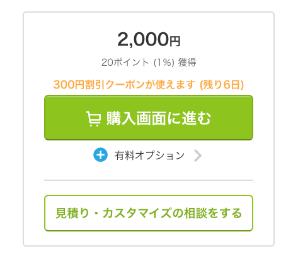 2,000円
20ポイント (1%) 獲得
300円割引クーポンが使えます (残り6日)
購入画面に進む
有料オプション
見積り・カスタマイズの相談をする